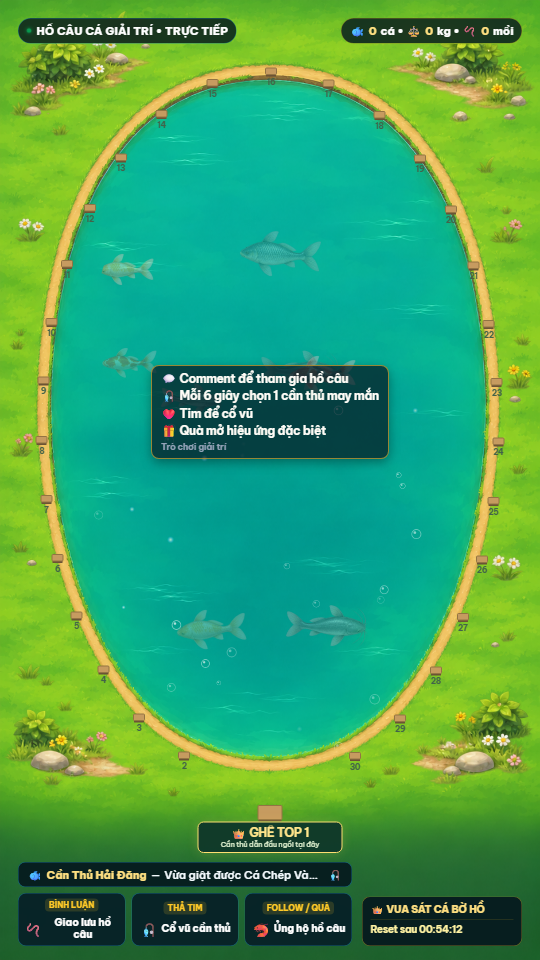 HỒ CÂU CÁ GIẢI TRÍ • TRỰC TIẾP
0 cá • 0 kg • 0 mồi
16
15
17
14
18
13
19
12
20
11
21
10
22
9
23
8
24
7
25
6
26
5
27
4
28
3
29
2
30
Comment để tham gia hồ câu
Mỗi 6 giây chọn 1 cần thủ may mắn
Tim để cổ vũ
Quà mở hiệu ứng đặc biệt
Trò chơi giải trí
GHẾ TOP 1
Cần thủ dẫn đầu ngồi tại đây
Cần Thủ Hải Đăng — Vừa giật được Cá Chép Và...
BÌNH LUẬN
Giao lưu hồ
câu
THẢ TIM
Cổ vũ cần thủ
FOLLOW / QUÀ
Ủng hộ hồ câu
VUA SÁT CÁ BỜ HỒ
Reset sau 00:54:12